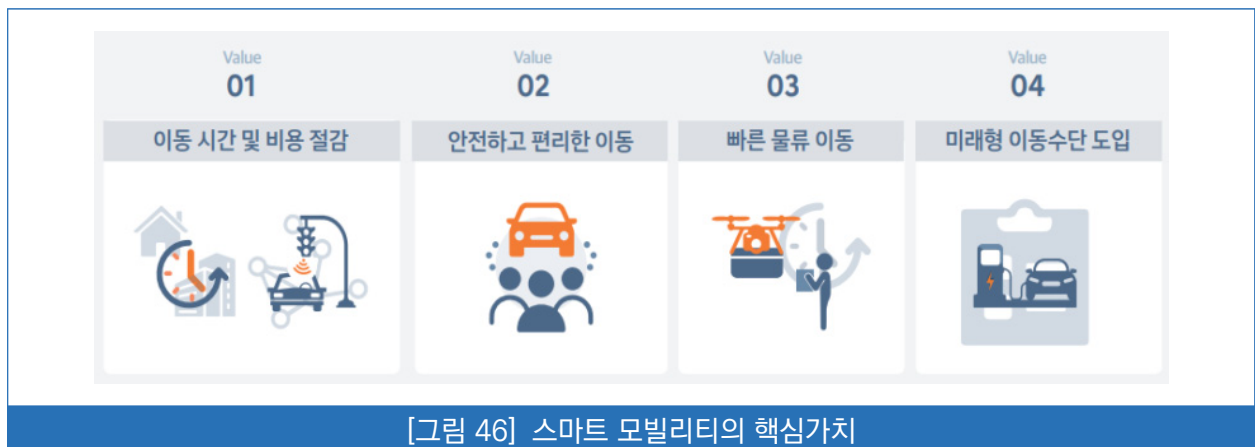 Value
01
이동 시간 및 비용 절감
Value
02
안전하고 편리한 이동
Value
03
빠른 물류 이동
Value
04
미래형 이동수단 도입
[그림 46] 스마트 모빌리티의 핵심가치